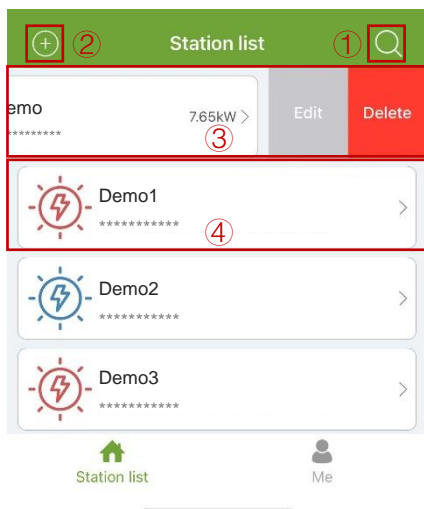 ② Station list ①
emo
*********
7.65kW
③
Edit
Delete
Demo1
***********
④
Demo2
***********
Demo3
***********
Station list
Me